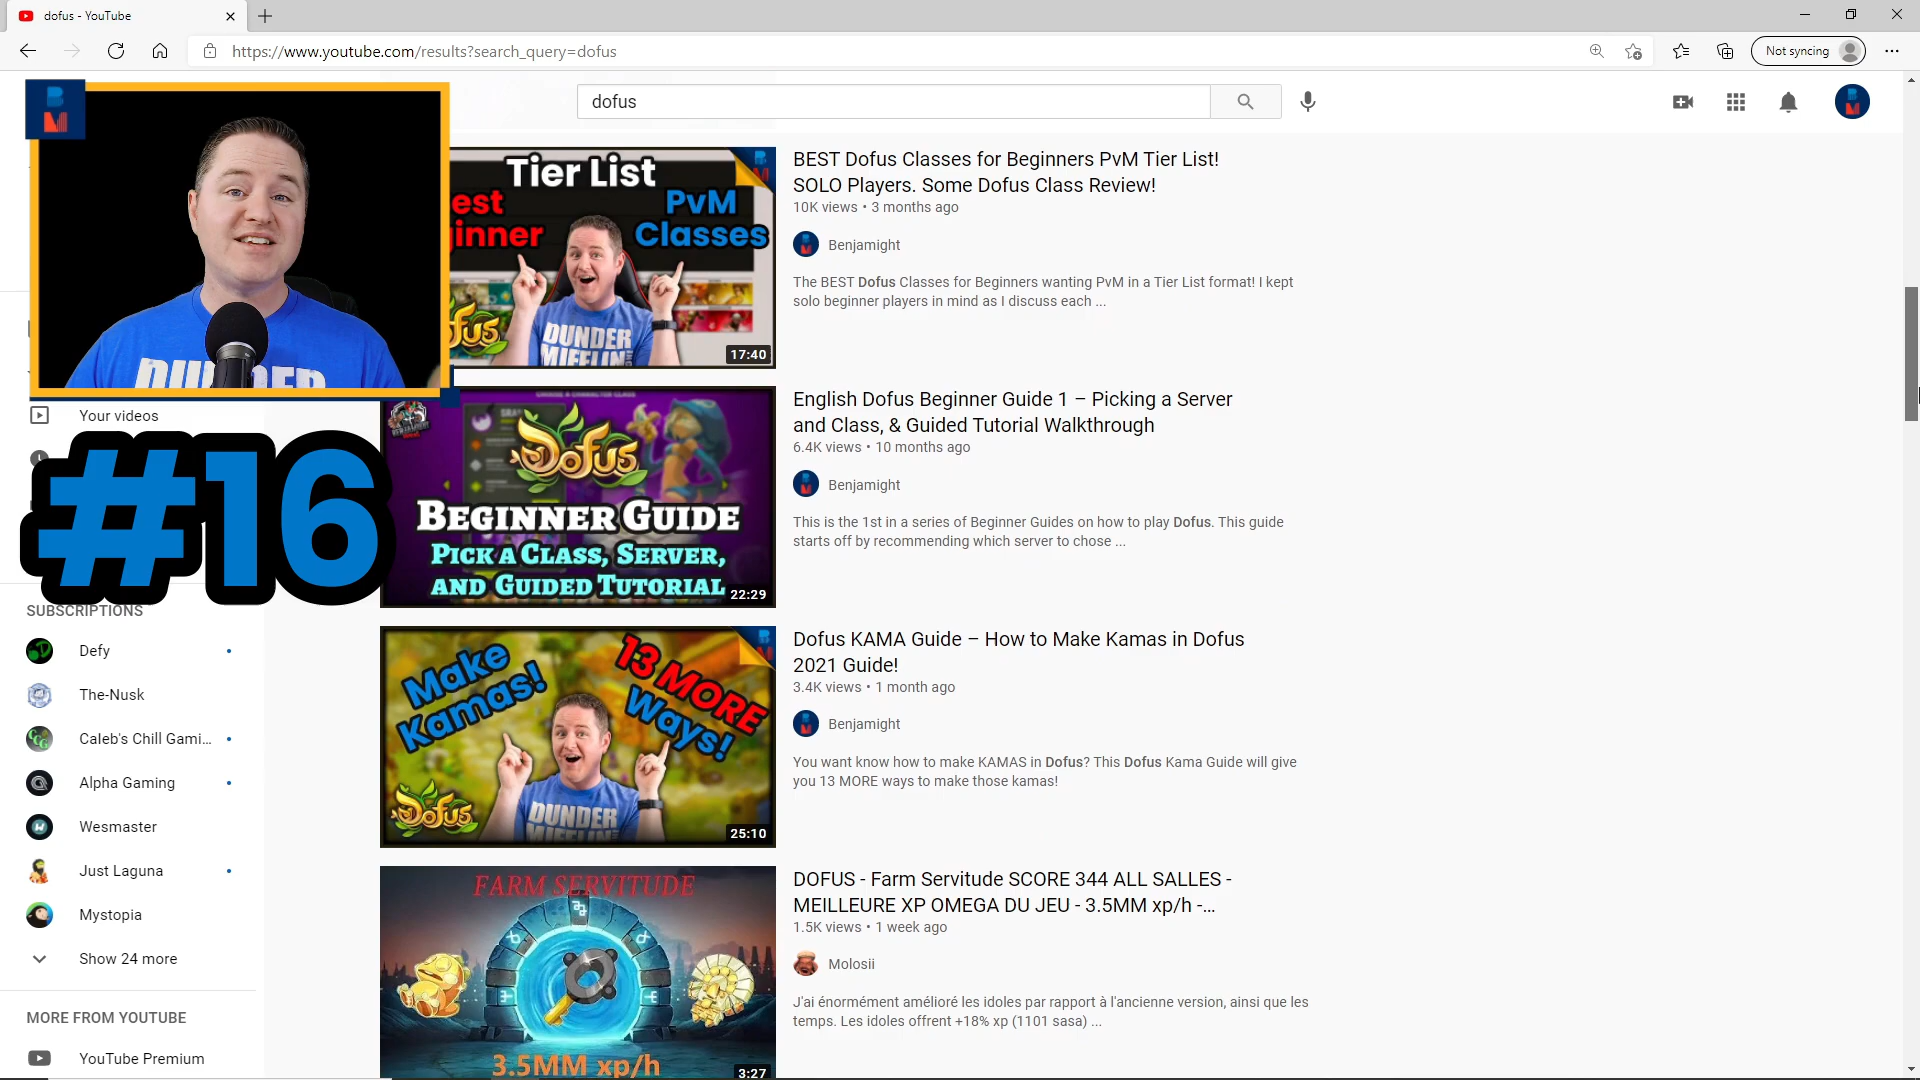 dofus - YouTube
https://www.youtube.com/results?search_query=dofus
Not syncing
dofus
BM
DUNDER
Tier List
est
inner
PvM
Classes
DUNDER
MIFFLIN
fus
17:40
BEST Dofus Classes for Beginners PvM Tier List!
SOLO Players. Some Dofus Class Review!
10K views • 3 months ago
Benjamight
The BEST Dofus Classes for Beginners wanting PvM in a Tier List format! I kept
solo beginner players in mind as I discuss each ...
Your videos
#16
CHOOSE A CHARACTER CLASS
DOFUS
BEGINNER GUIDE
PICK A CLASS, SERVER,
AND GUIDED TUTORIAL
22:29
English Dofus Beginner Guide 1 – Picking a Server
and Class, & Guided Tutorial Walkthrough
6.4K views • 10 months ago
Benjamight
This is the 1st in a series of Beginner Guides on how to play Dofus. This guide
starts off by recommending which server to chose ...
SUBSCRIPTIONS
Defy
The-Nusk
Caleb's Chill Gami...
Alpha Gaming
Wesmaster
Just Laguna
Mystopia
Show 24 more
MORE FROM YOUTUBE
YouTube Premium
Make
Kamas!
13 MORE
Ways!
DOFUS
DUNDER
MIFFLIN
25:10
Dofus KAMA Guide – How to Make Kamas in Dofus
2021 Guide!
3.4K views • 1 month ago
Benjamight
You want know how to make KAMAS in Dofus? This Dofus Kama Guide will give
you 13 MORE ways to make those kamas!
FARM SERVITUDE
3.5MM xp/h
3:27
DOFUS - Farm Servitude SCORE 344 ALL SALLES -
MEILLEURE XP OMEGA DU JEU - 3.5MM xp/h -...
1.5K views • 1 week ago
Molosii
J'ai énormément amélioré les idoles par rapport à l'ancienne version, ainsi que les
temps. Les idoles offrent +18% xp (1101 sasa) ...